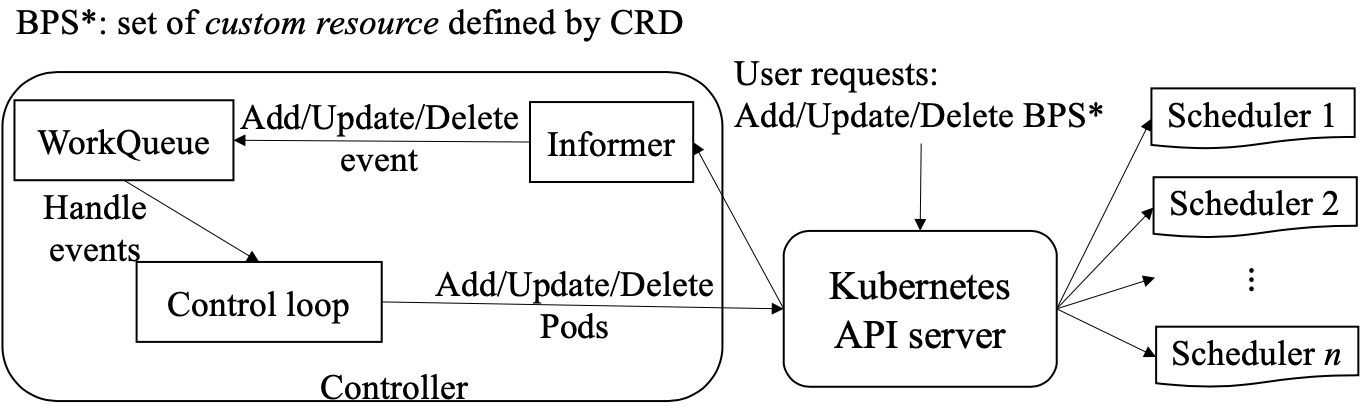 BPS*: set of custom resource defined by CRD
User requests:
Add/Update/Delete BPS*
WorkQueue
Add/Update/Delete
event
Informer
Handle
events
Control loop
Add/Update/Delete
Pods
Controller
Kubernetes
API server
Scheduler 1
Scheduler 2
⋮
Scheduler n